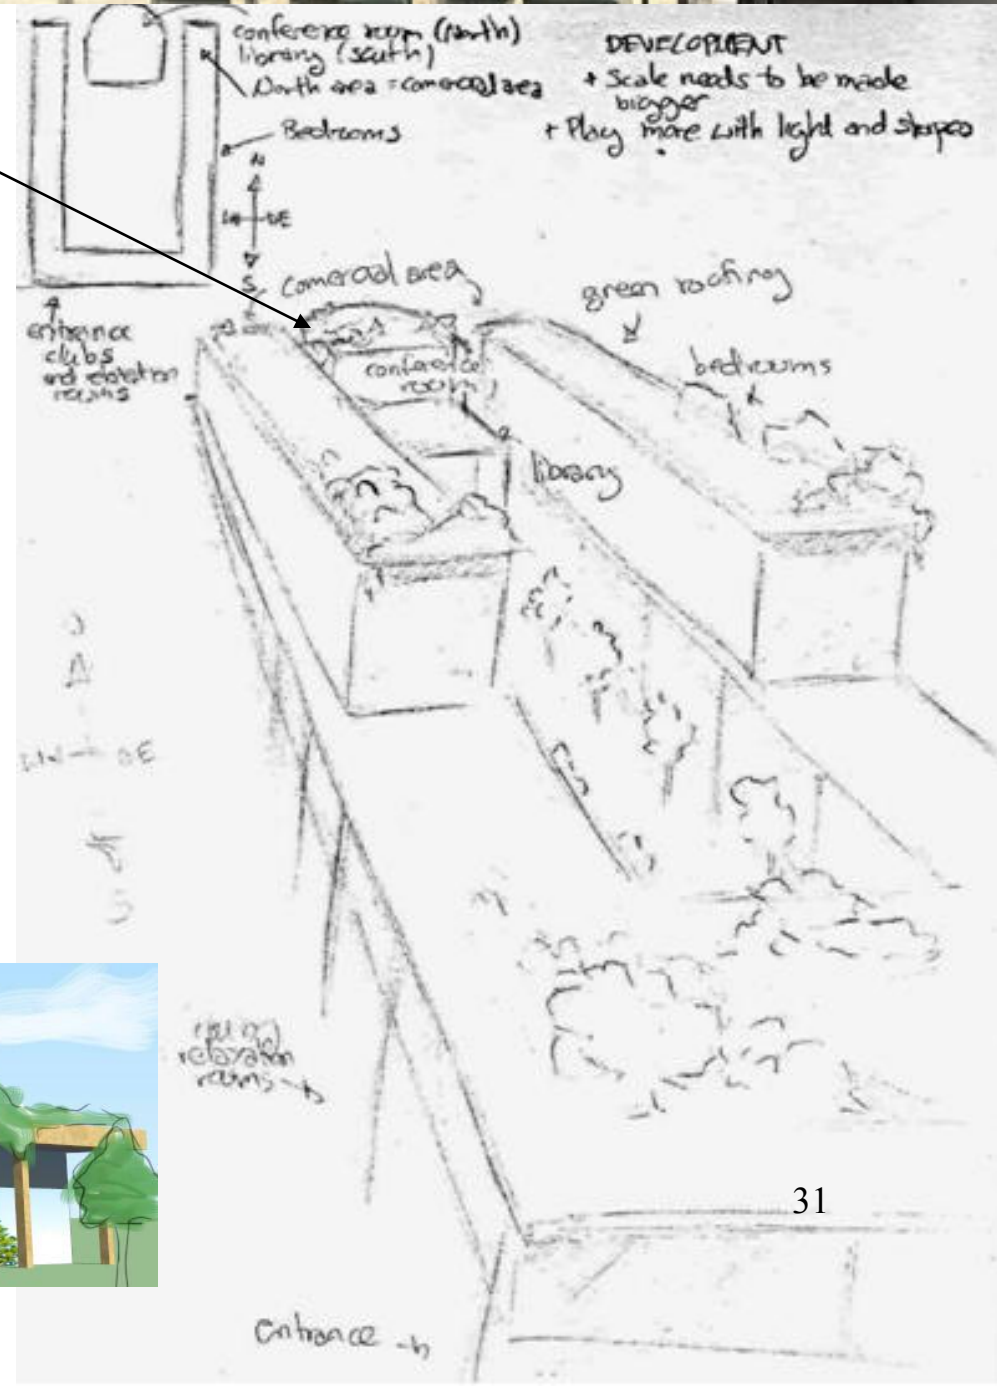 conference room (north)
library (south)
North area = comercial area
Bedrooms
N
E
S
DEVELOPMENT
+ Scale needs to be made
bigger
+ Play more with light and shapes
entrance
clubs
and relaxation
rooms
comercial area
green roofing
conference
room
bedrooms
library
relaxation
rooms
31
entrance